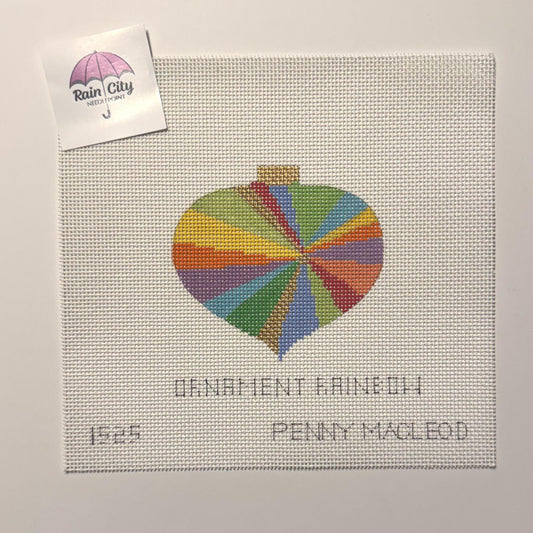 Rain City
NEEDLEPOINT
ORNAMENT RAINBOW
1525 PENNY MACLEOD